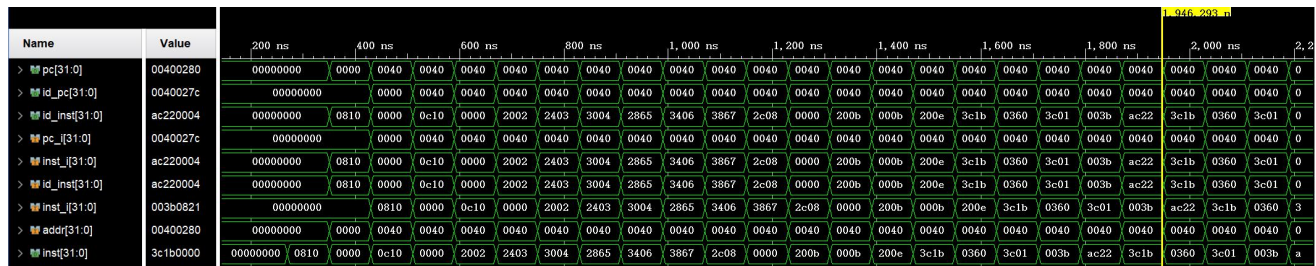 1,946.293 n
Name Value 200 ns 400 ns 600 ns 800 ns 1,000 ns 1,200 ns 1,400 ns 1,600 ns 1,800 ns 2,000 ns 2,2
pc[31:0] 00400280 00000000 0000 0040 0040 0040 0040 0040 0040 0040 0040 0040 0040 0040 0040 0040 0040 0040 0040 0040 0040 0
id_pc[31:0] 0040027c 00000000 0000 0040 0040 0040 0040 0040 0040 0040 0040 0040 0040 0040 0040 0040 0040 0040 0040 0040 0
id_inst[31:0] ac220004 00000000 0810 0000 0c10 0000 2002 2403 3004 2865 3406 3867 2c08 0000 200b 000b 200e 3c1b 0360 3c01 003b ac22 3c1b 0360 3c01 0
pc_i[31:0] 0040027c 00000000 0000 0040 0040 0040 0040 0040 0040 0040 0040 0040 0040 0040 0040 0040 0040 0040 0040 0040 0
inst_i[31:0] ac220004 00000000 0810 0000 0c10 0000 2002 2403 3004 2865 3406 3867 2c08 0000 200b 000b 200e 3c1b 0360 3c01 003b ac22 3c1b 0360 3c01 0
id_inst[31:0] ac220004 00000000 0810 0000 0c10 0000 2002 2403 3004 2865 3406 3867 2c08 0000 200b 000b 200e 3c1b 0360 3c01 003b ac22 3c1b 0360 3c01 0
inst_i[31:0] 003b0821 00000000 0810 0000 0c10 0000 2002 2403 3004 2865 3406 3867 2c08 0000 200b 000b 200e 3c1b 0360 3c01 003b ac22 3c1b 0360 3
addr[31:0] 00400280 00000000 0000 0040 0040 0040 0040 0040 0040 0040 0040 0040 0040 0040 0040 0040 0040 0040 0040 0040 0040 0
inst[31:0] 3c1b0000 00000000 0810 0000 0c10 0000 2002 2403 3004 2865 3406 3867 2c08 0000 200b 000b 200e 3c1b 0360 3c01 003b ac22 3c1b 0360 3c01 003b a